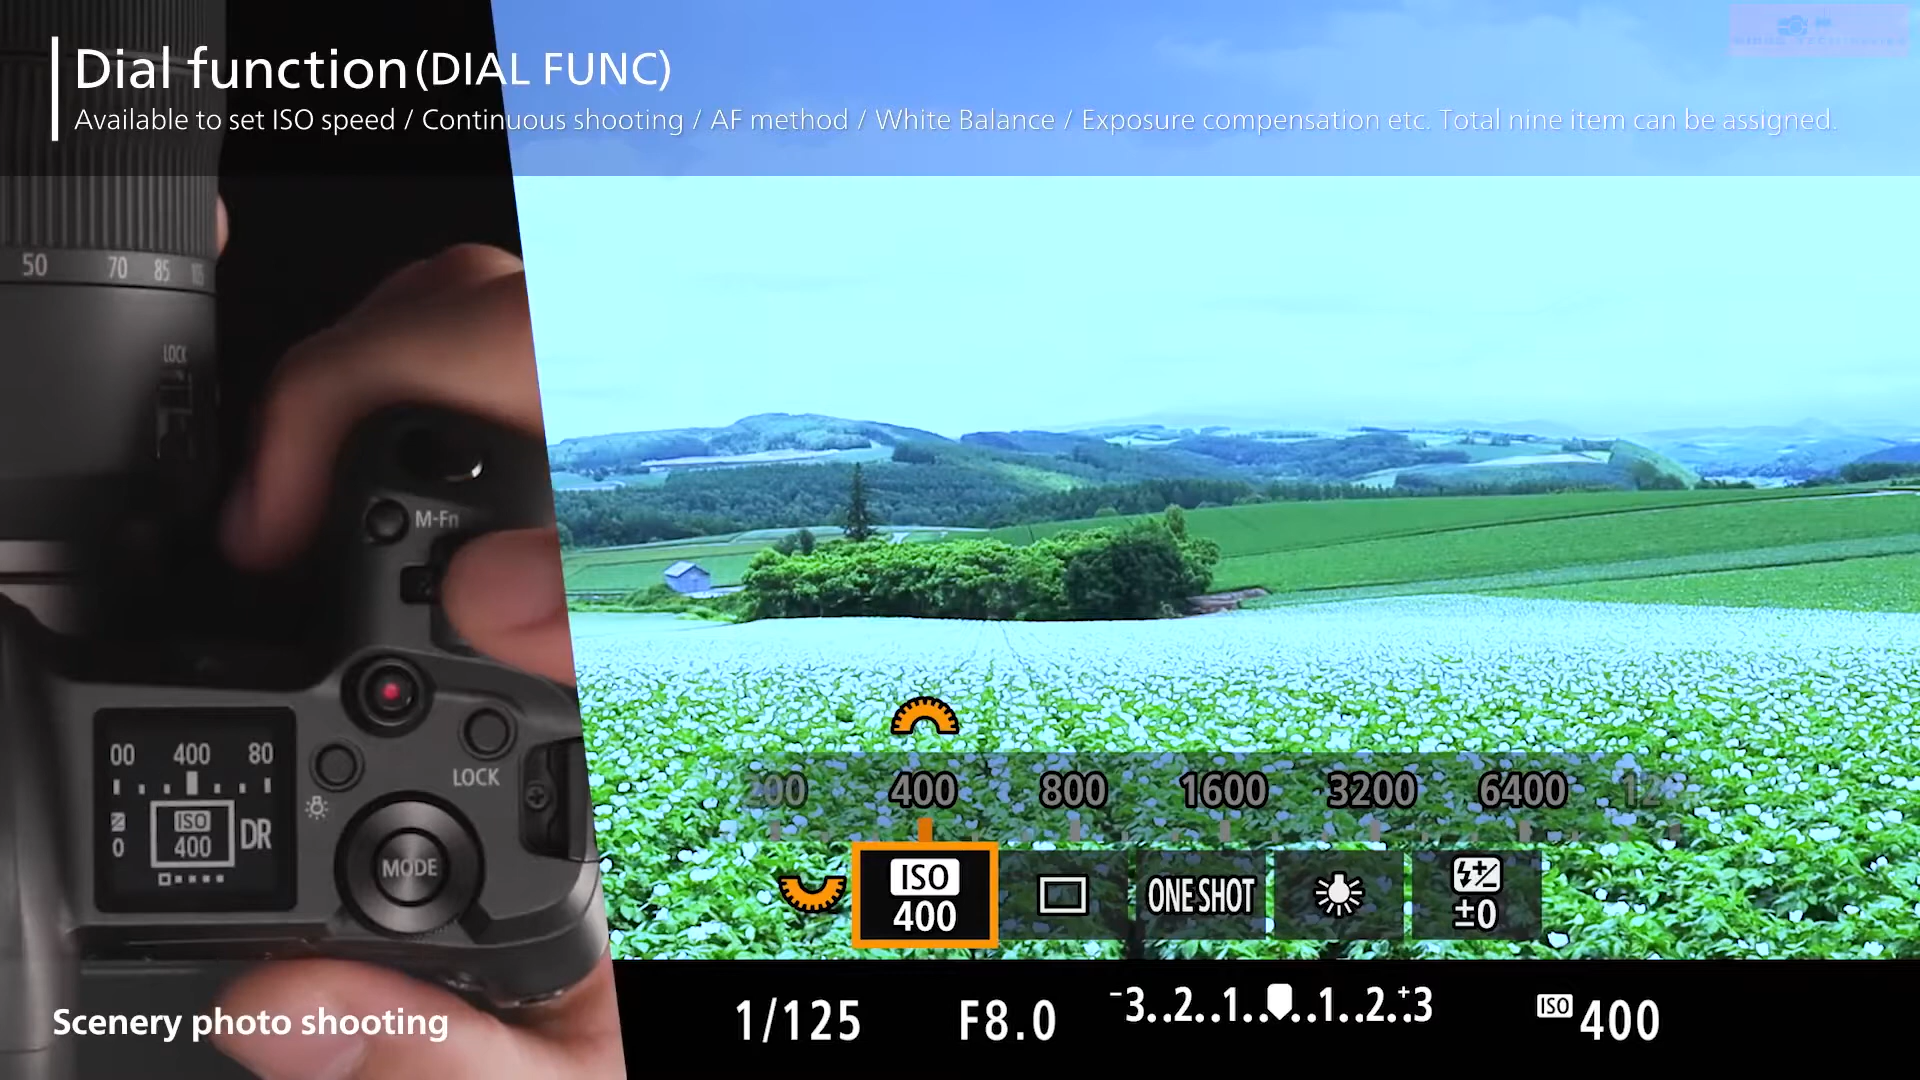 Dial function(DIAL FUNC)
Available to set ISO speed / Continuous shooting / AF method / White Balance / Exposure compensation etc. Total nine item can be assigned.
50 70 85 105
LOCK
M-Fn
00 400 80
LOCK
ISO
0 400 DR
MODE
200 400 800 1600 3200 6400
ISO
400
ONE SHOT
±0
Scenery photo shooting
1/125 F8.0 -3..2..1....1..2..+3 ISO 400